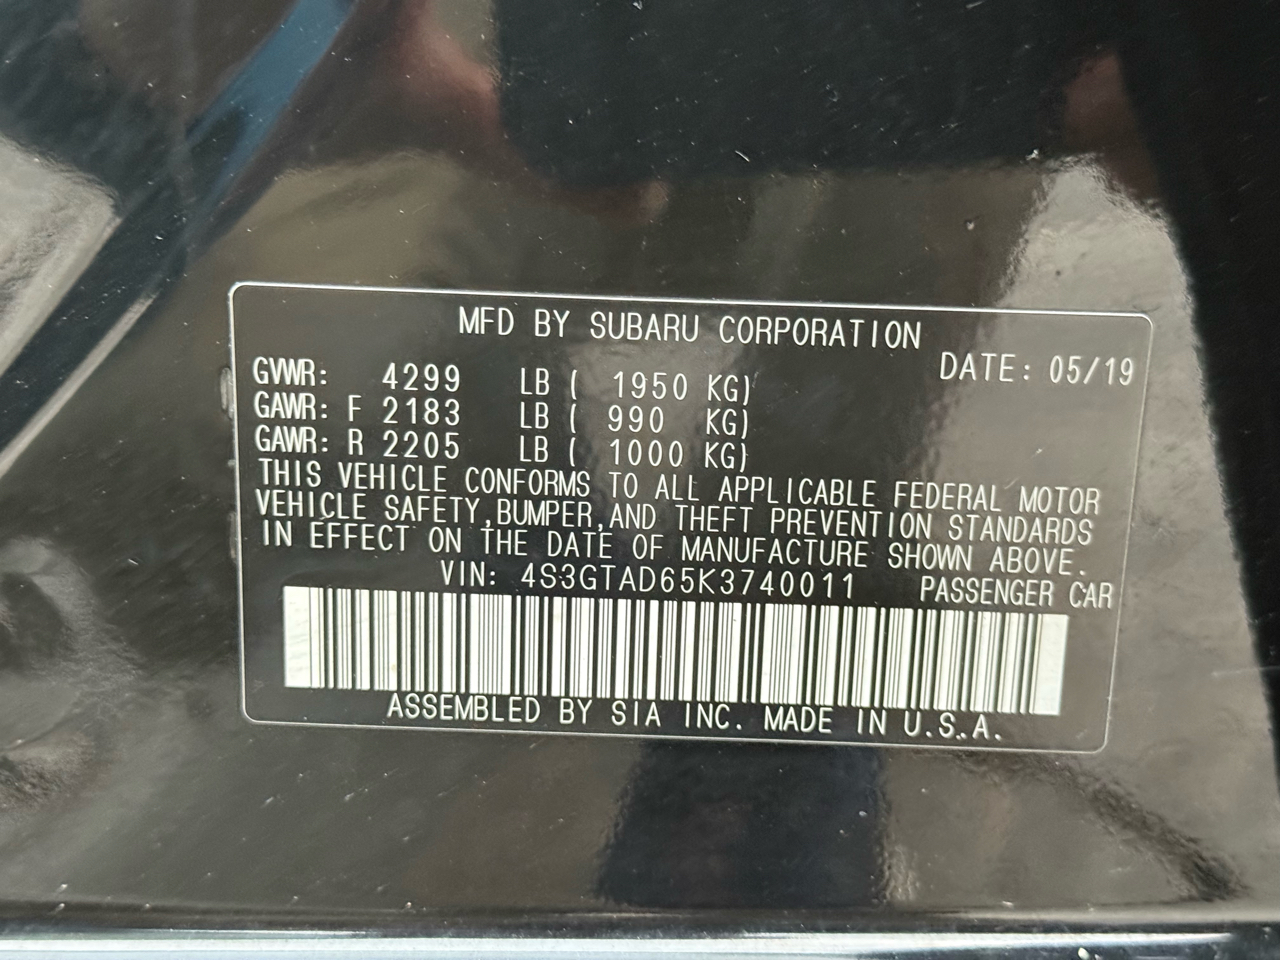 MFD BY SUBARU CORPORATION
DATE: 05/19
GVWR: 4299 LB ( 1950 KG)
GAWR: F 2183 LB ( 990 KG)
GAWR: R 2205 LB ( 1000 KG)
THIS VEHICLE CONFORMS TO ALL APPLICABLE FEDERAL MOTOR
VEHICLE SAFETY,BUMPER,AND THEFT PREVENTION STANDARDS
IN EFFECT ON THE DATE OF MANUFACTURE SHOWN ABOVE.
VIN: 4S3GTAD65K3740011 PASSENGER CAR
ASSEMBLED BY SIA INC. MADE IN U.S.A.